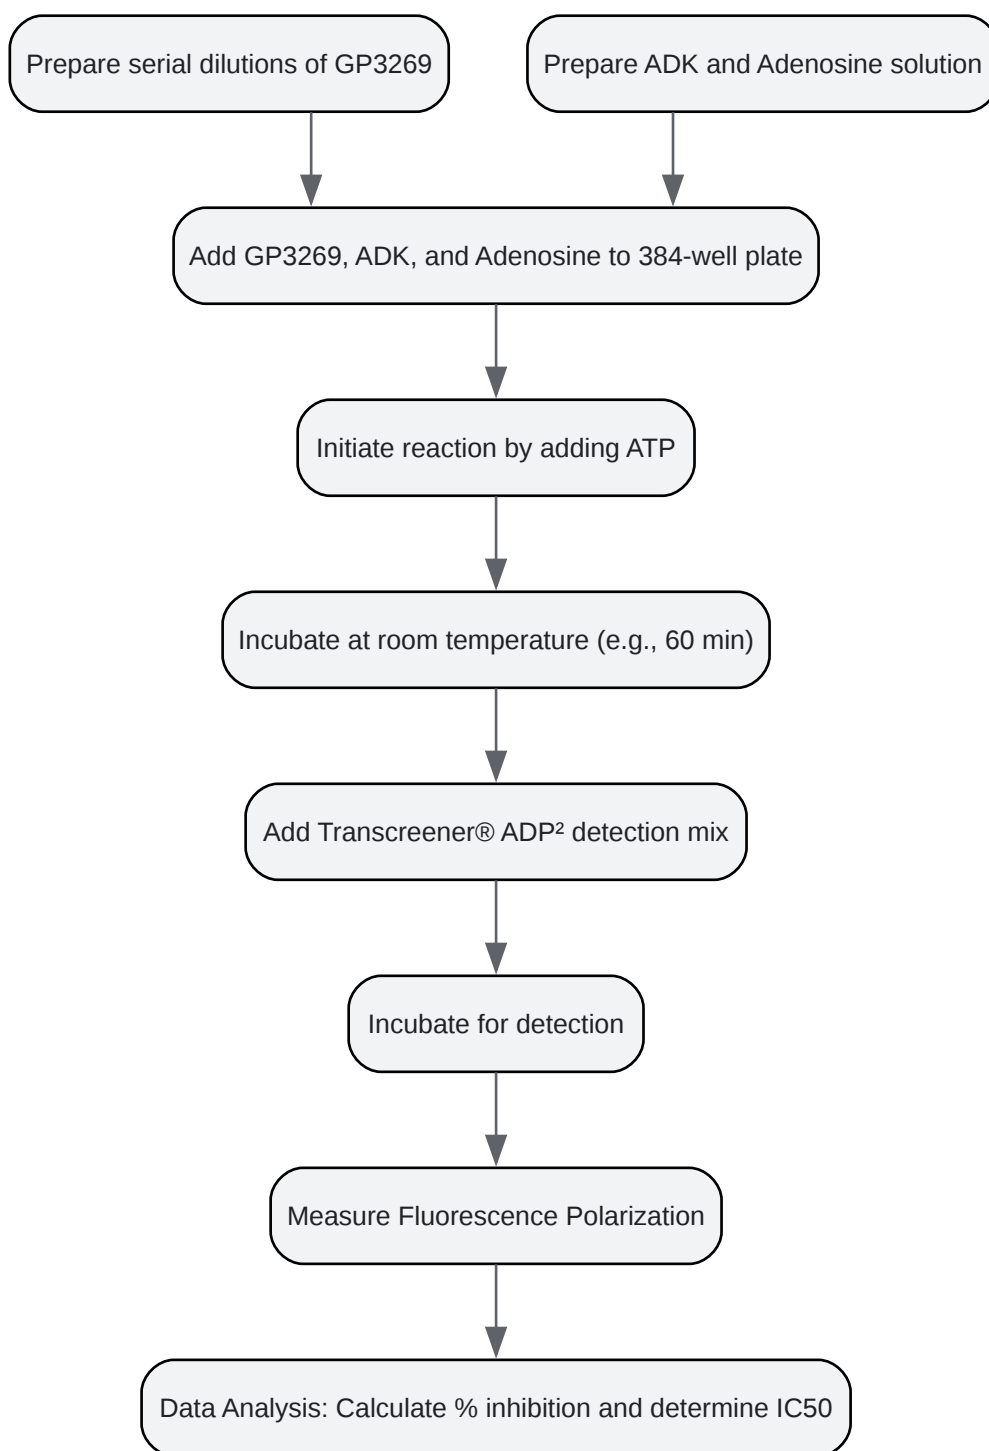 Prepare serial dilutions of GP3269
Prepare ADK and Adenosine solution
Add GP3269, ADK, and Adenosine to 384-well plate
Initiate reaction by adding ATP
Incubate at room temperature (e.g., 60 min)
Add Transcreener® ADP² detection mix
Incubate for detection
Measure Fluorescence Polarization
Data Analysis: Calculate % inhibition and determine IC50